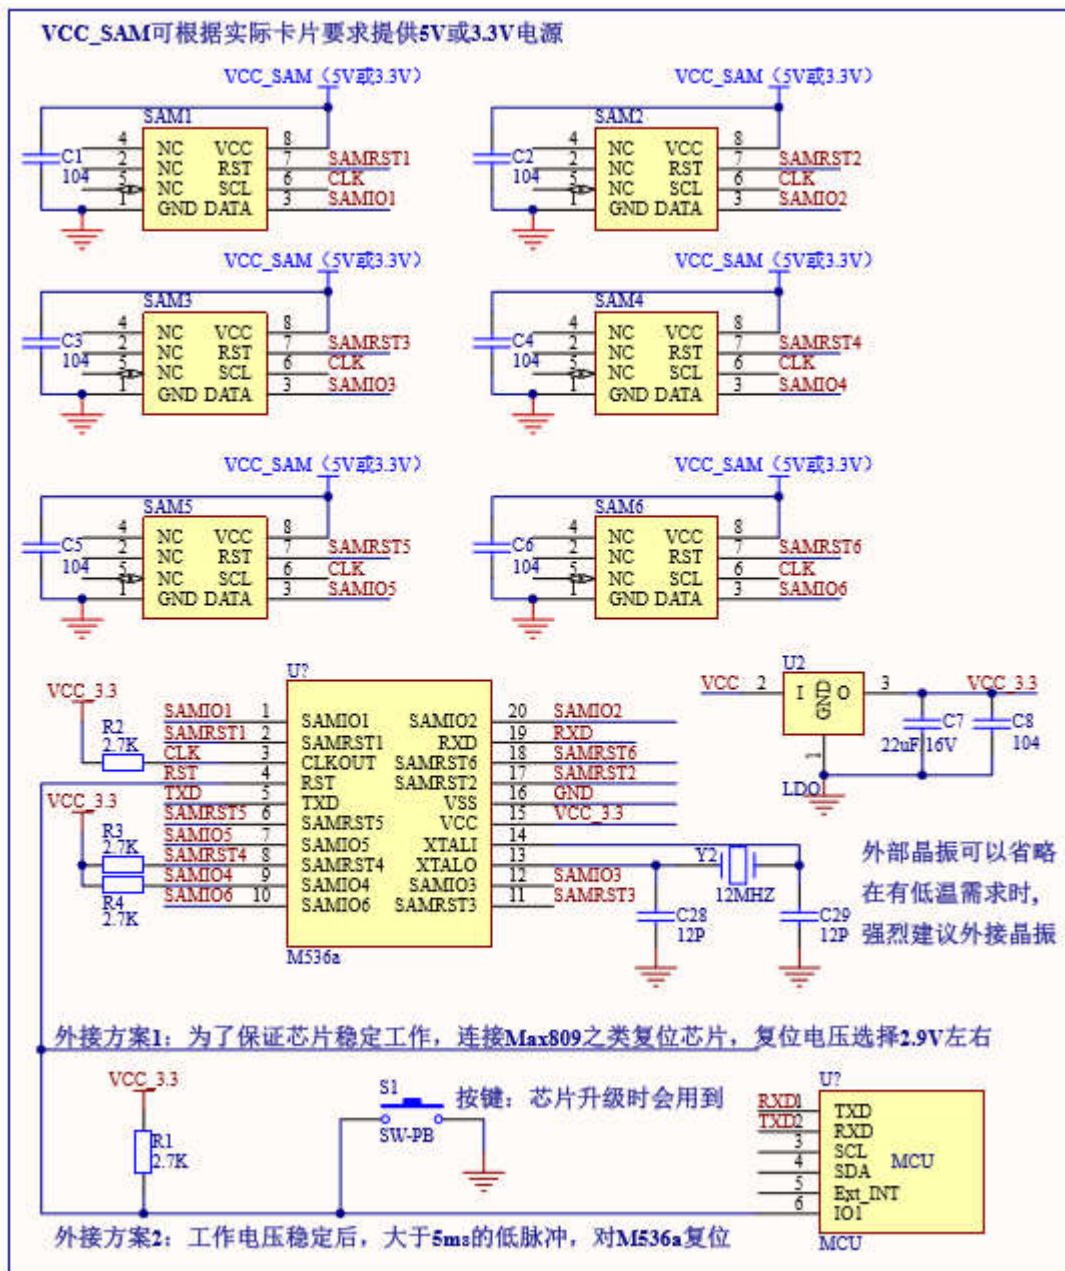 VCC_SAM可根据实际卡片要求提供5V或3.3V电源
VCC_SAM（5V或3.3V） VCC_SAM（5V或3.3V）
SAM1 SAM2
C1 104 4 NC VCC 8 C2 104 4 NC VCC 8
2 NC RST 7 SAMRST1 2 NC RST 7 SAMRST2
5 NC SCL 6 CLK 5 NC SCL 6 CLK
1 GND DATA 3 SAMIO1 1 GND DATA 3 SAMIO2
VCC_SAM（5V或3.3V） VCC_SAM（5V或3.3V）
SAM3 SAM4
C3 104 4 NC VCC 8 C4 104 4 NC VCC 8
2 NC RST 7 SAMRST3 2 NC RST 7 SAMRST4
5 NC SCL 6 CLK 5 NC SCL 6 CLK
1 GND DATA 3 SAMIO3 1 GND DATA 3 SAMIO4
VCC_SAM（5V或3.3V） VCC_SAM（5V或3.3V）
SAM5 SAM6
C5 104 4 NC VCC 8 C6 104 4 NC VCC 8
2 NC RST 7 SAMRST5 2 NC RST 7 SAMRST6
5 NC SCL 6 CLK 5 NC SCL 6 CLK
1 GND DATA 3 SAMIO5 1 GND DATA 3 SAMIO6
U?
VCC_3.3
R2
2.7K
SAMIO1 1 SAMIO1 SAMIO2 20 SAMIO2
SAMRST1 2 SAMRST1 RXD 19 RXD
CLK 3 CLKOUT SAMRST6 18 SAMRST6
RST 4 RST SAMRST2 17 SAMRST2
TXD 5 TXD VSS 16 GND
SAMRST5 6 SAMRST5 VCC 15 VCC_3.3
SAMIO5 7 SAMIO5 XTALI 14
SAMRST4 8 SAMRST4 XTALO 13
SAMIO4 9 SAMIO4 SAMIO3 12 SAMIO3
SAMIO6 10 SAMIO6 SAMRST3 11 SAMRST3
VCC_3.3
R3
2.7K
R4
2.7K
M536a
U2
VCC 2 I GND O 3 VCC_3.3
1
LDO
C7
22uF/16V
C8
104
Y2
12MHZ
C28
12P
C29
12P
外部晶振可以省略
在有低温需求时，
强烈建议外接晶振
外接方案1：为了保证芯片稳定工作，连接Max809之类复位芯片，复位电压选择2.9V左右
VCC_3.3
R1
2.7K
S1
SW-PB
按键：芯片升级时会用到
U?
RXD 1 TXD
TXD 2 RXD
3 SCL
4 SDA
5 Ext_INT
6 IO1
MCU
MCU
外接方案2：工作电压稳定后，大于5ms的低脉冲，对M536a复位